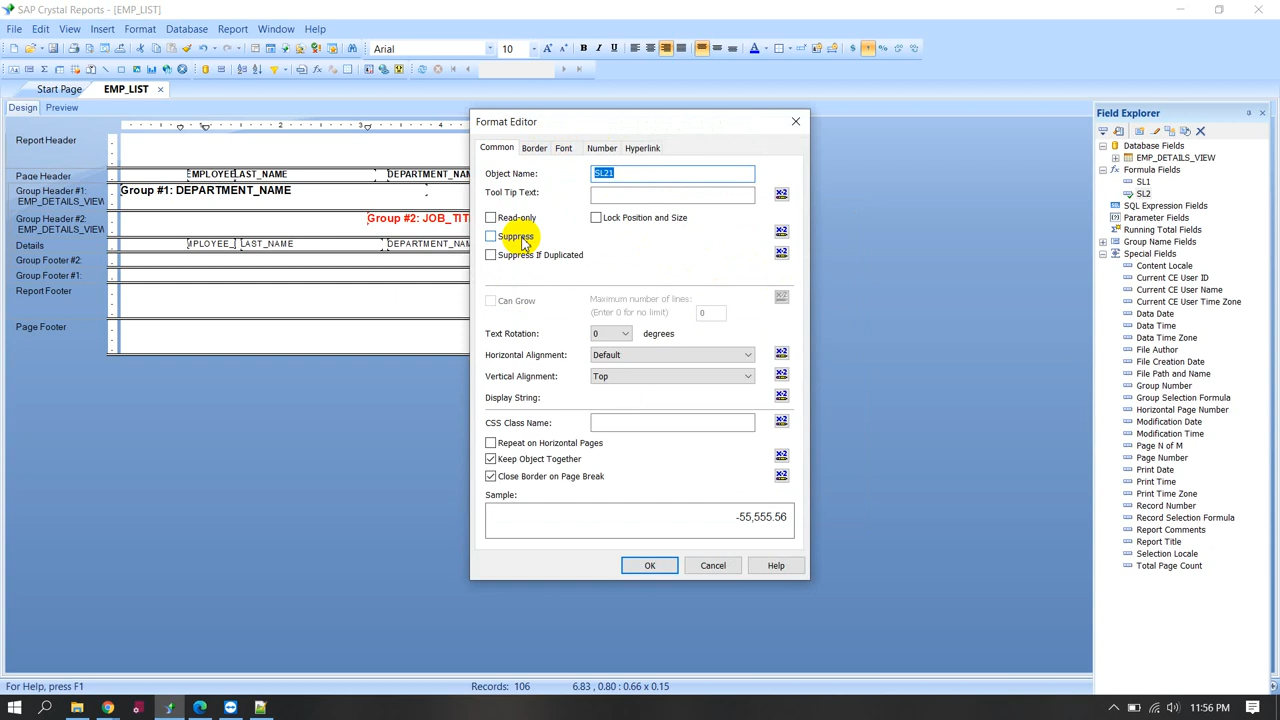 SAP Crystal Reports - [EMP_LIST]
File Edit View Insert Format Database Report Window Help
Arial 10
Start Page EMP_LIST
Design Preview
1 2 3 4
Report Header
Page Header
EMPLOYEE LAST_NAME DEPARTMENT_NAM
Group Header #1:
EMP_DETAILS_VIEW
Group #1: DEPARTMENT_NAME
Group Header #2:
EMP_DETAILS_VIEW
Group #2: JOB_TIT
Details
MPLOYEE_ LAST_NAME DEPARTMENT_NAM
Group Footer #2:
Group Footer #1:
Report Footer
Page Footer
Format Editor
Common Border Font Number Hyperlink
Object Name: SL21
Tool Tip Text:
Read-only Lock Position and Size
Suppress
Suppress If Duplicated
Can Grow Maximum number of lines:
(Enter 0 for no limit) 0
Text Rotation: 0 degrees
Horizontal Alignment: Default
Vertical Alignment: Top
Display String:
CSS Class Name:
Repeat on Horizontal Pages
Keep Object Together
Close Border on Page Break
Sample:
-55,555.56
OK Cancel Help
Field Explorer
Database Fields
EMP_DETAILS_VIEW
Formula Fields
SL1
SL2
SQL Expression Fields
Parameter Fields
Running Total Fields
Group Name Fields
Special Fields
Content Locale
Current CE User ID
Current CE User Name
Current CE User Time Zone
Data Date
Data Time
Data Time Zone
File Author
File Creation Date
File Path and Name
Group Number
Group Selection Formula
Horizontal Page Number
Modification Date
Modification Time
Page N of M
Page Number
Print Date
Print Time
Print Time Zone
Record Number
Record Selection Formula
Report Comments
Report Title
Selection Locale
Total Page Count
For Help, press F1 Records: 106 6.83 , 0.80 : 0.66 x 0.15
11:56 PM